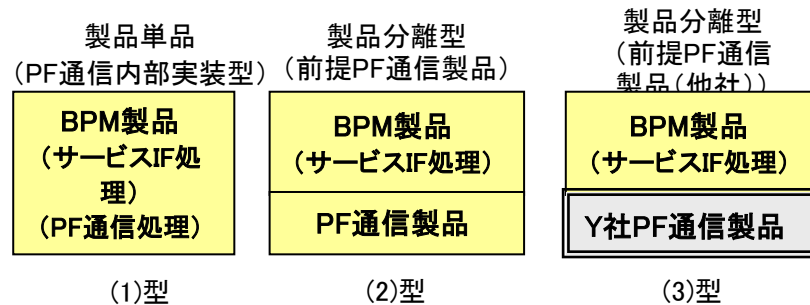 製品単品
（PF通信内部実装型）
BPM製品
（サービスIF処
理）
（PF通信処理）
(1)型
製品分離型
（前提PF通信製品）
BPM製品
（サービスIF処理）
PF通信製品
(2)型
製品分離型
（前提PF通信
製品（他社））
BPM製品
（サービスIF処理）
Y社PF通信製品
(3)型